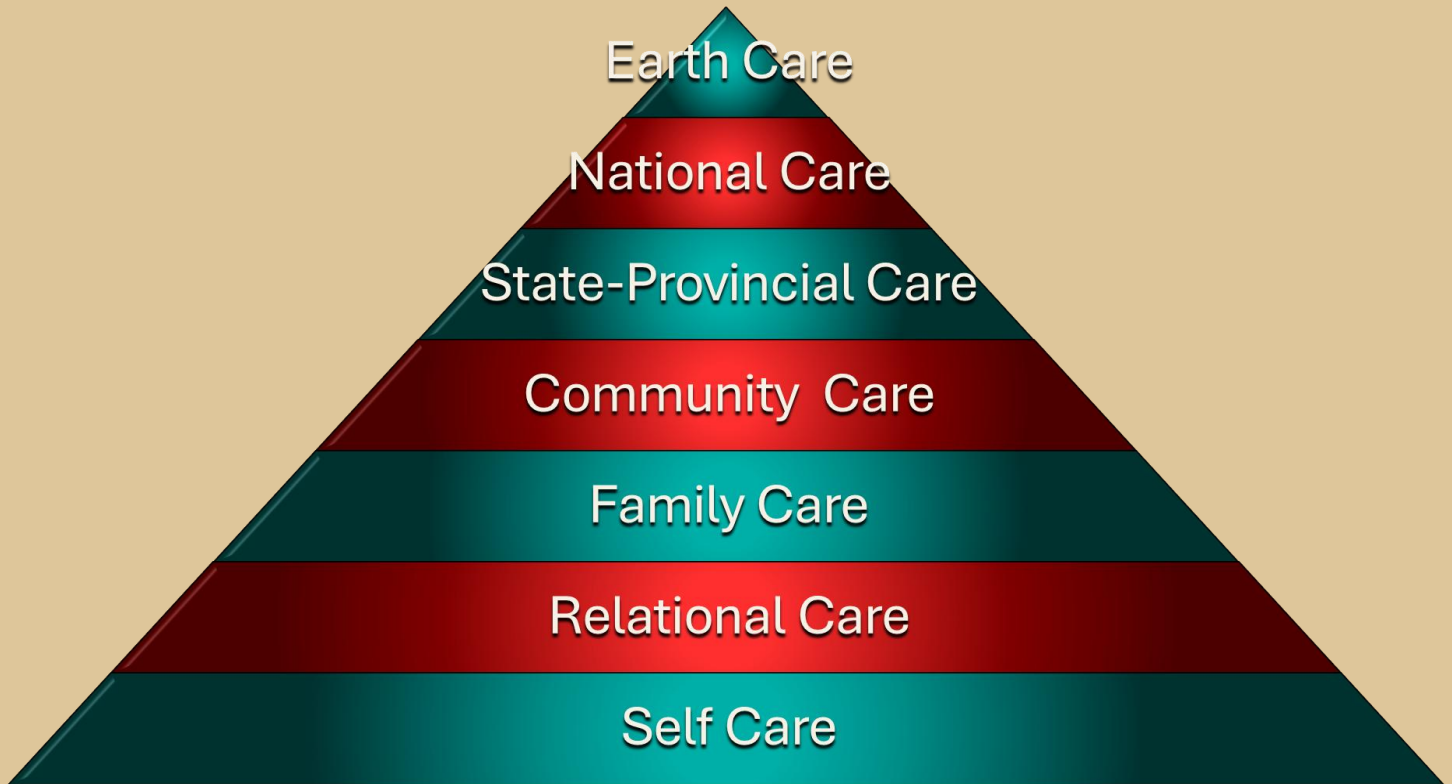 Earth Care
National Care
State-Provincial Care
Community  Care
Family Care
Relational Care
Self Care